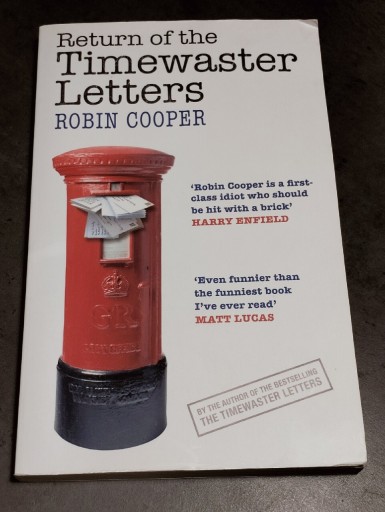 Return of the
Timewaster
Letters
ROBIN COOPER
‘Robin Cooper is a first-
class idiot who should
be hit with a brick’
HARRY ENFIELD
‘Even funnier than
the funniest book
I’ve ever read’
MATT LUCAS
GR
BY THE AUTHOR OF THE BESTSELLING
THE TIMEWASTER LETTERS